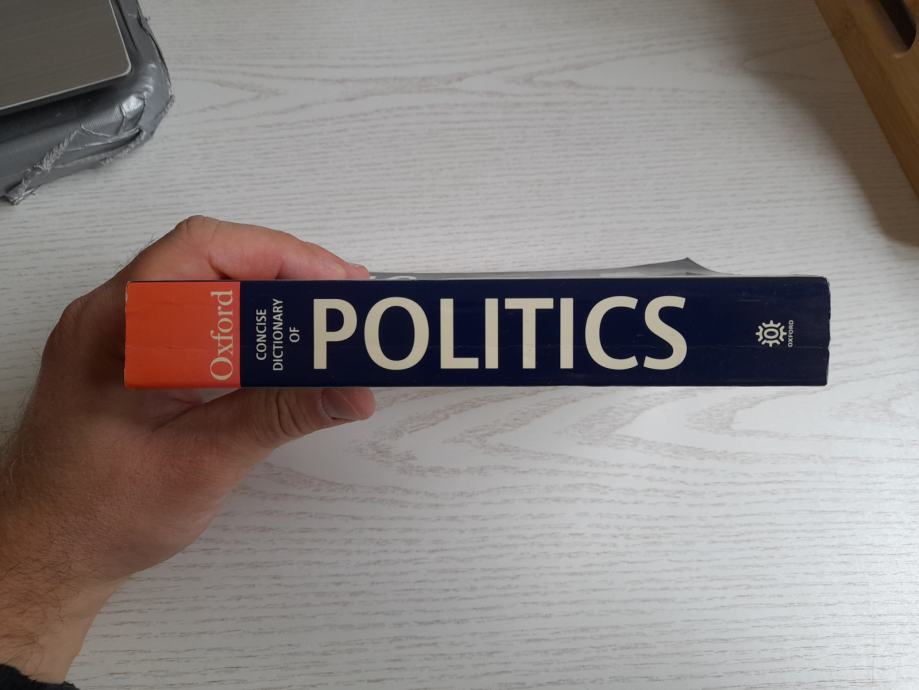 Oxford
CONCISE
DICTIONARY
OF
POLITICS
OXFORD